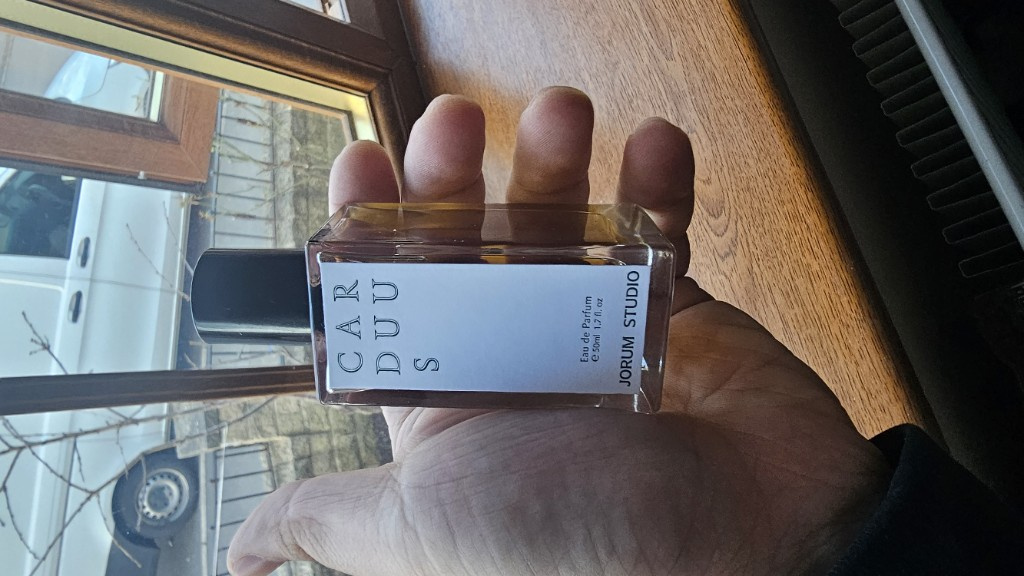 CAR
DUU
S
Eau de Parfum
℮ 50ml 1.7 fl. oz
JORUM STUDIO